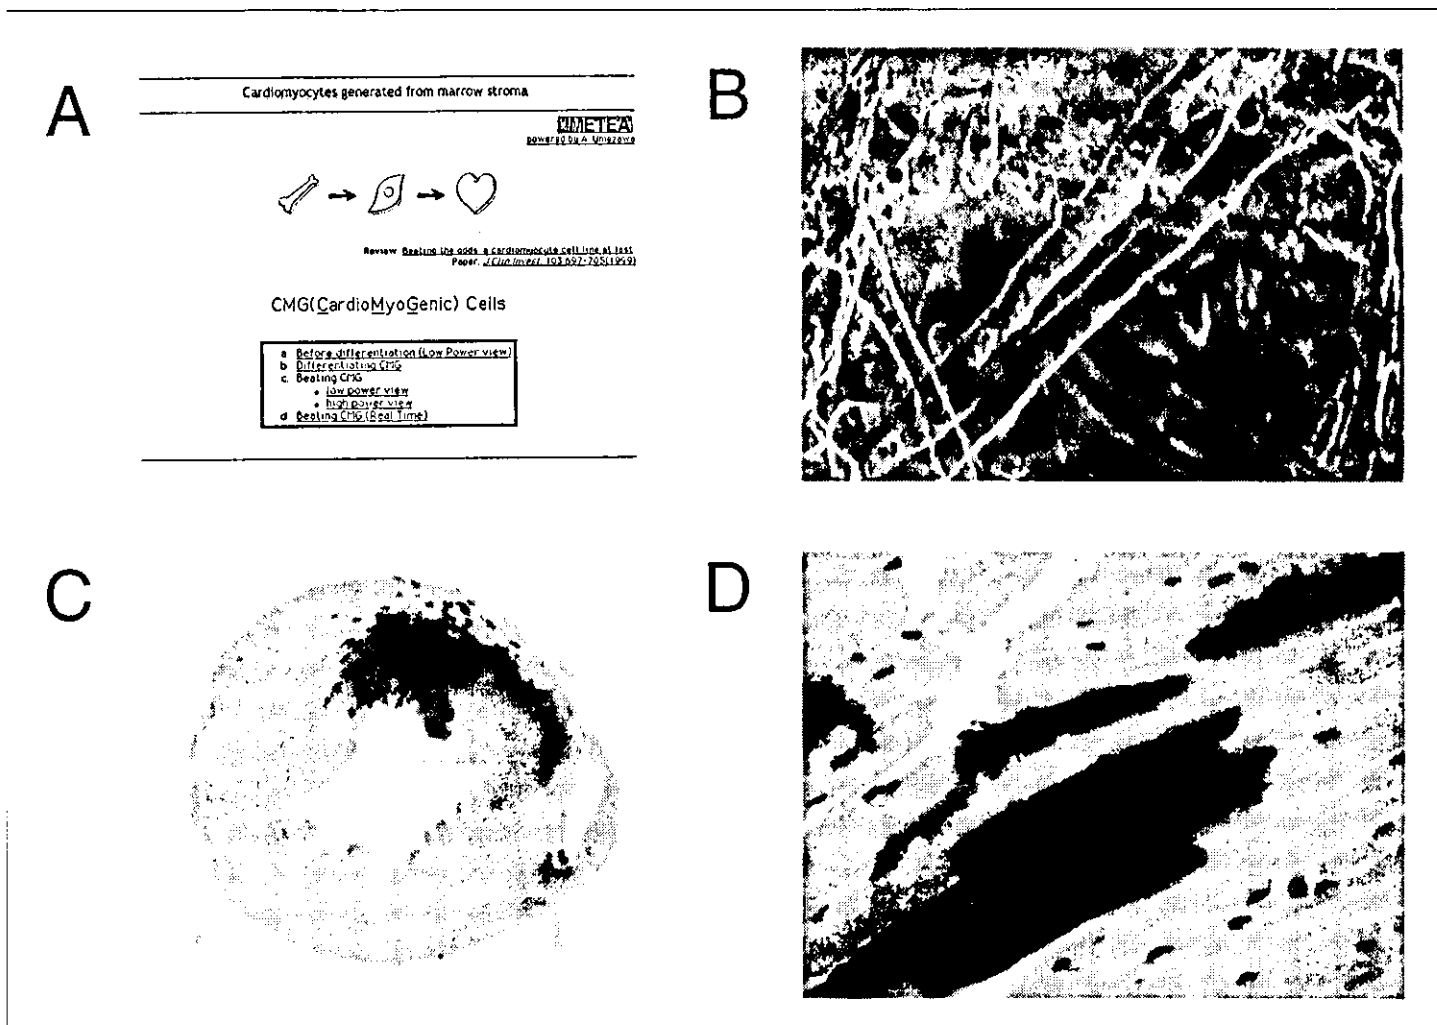 A
Cardiomyocytes generated from marrow stroma
powered by A. Umezawa
Review. Beating the odds a cardiomyocyte cell line at last
Paper. J Clin Invest. 103 697-705(1999)
CMG(CardioMyoGenic) Cells
a Before differentiation (Low Power view)
b Differentiating CMG
c. Beating CMG
• low power view
• high power view
d Beating CMG (Real Time)
B
C
D